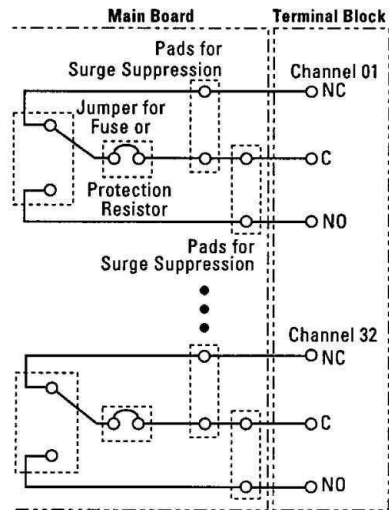 Main Board
Terminal Block
Pads for
Surge Suppression
Channel 01
NC
Jumper for
Fuse or
C
Protection
Resistor
NO
Pads for
Surge Suppression
Channel 32
NC
C
NO